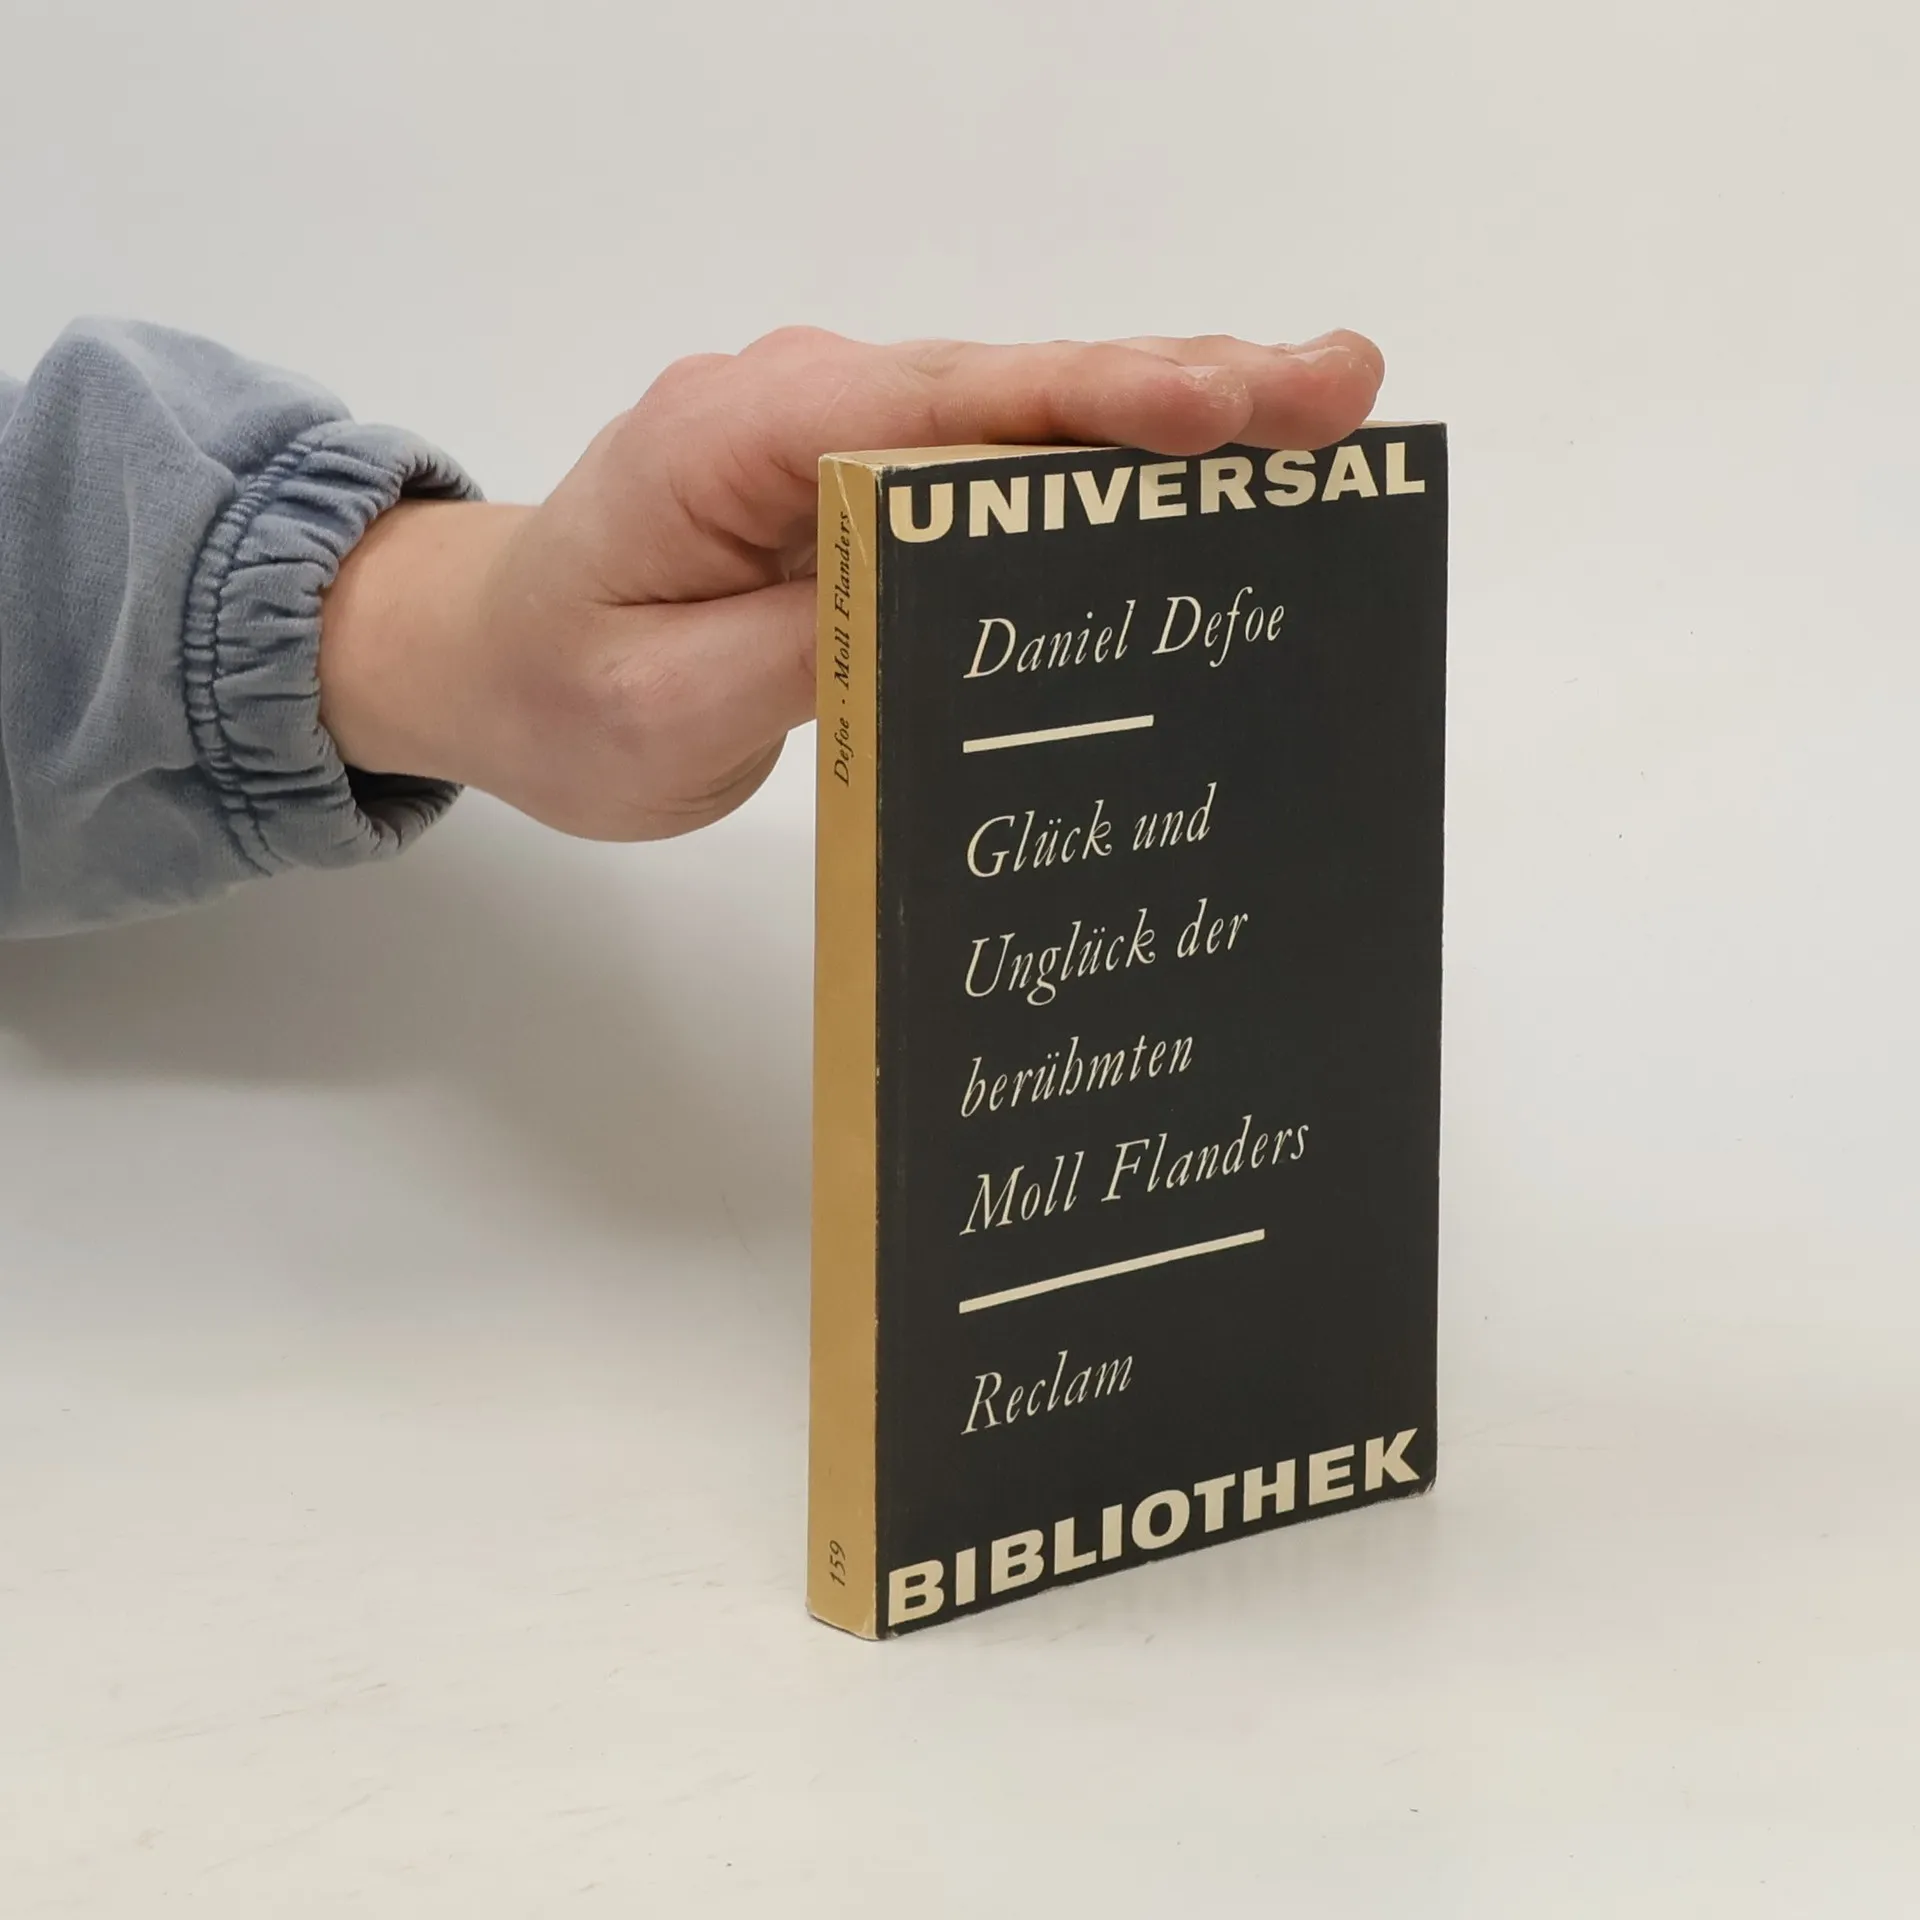 UNIVERSAL
Daniel Defoe
Glück und
Unglück der
berühmten
Moll Flanders
Reclam
BIBLIOTHEK
Defoe · Moll Flanders
159